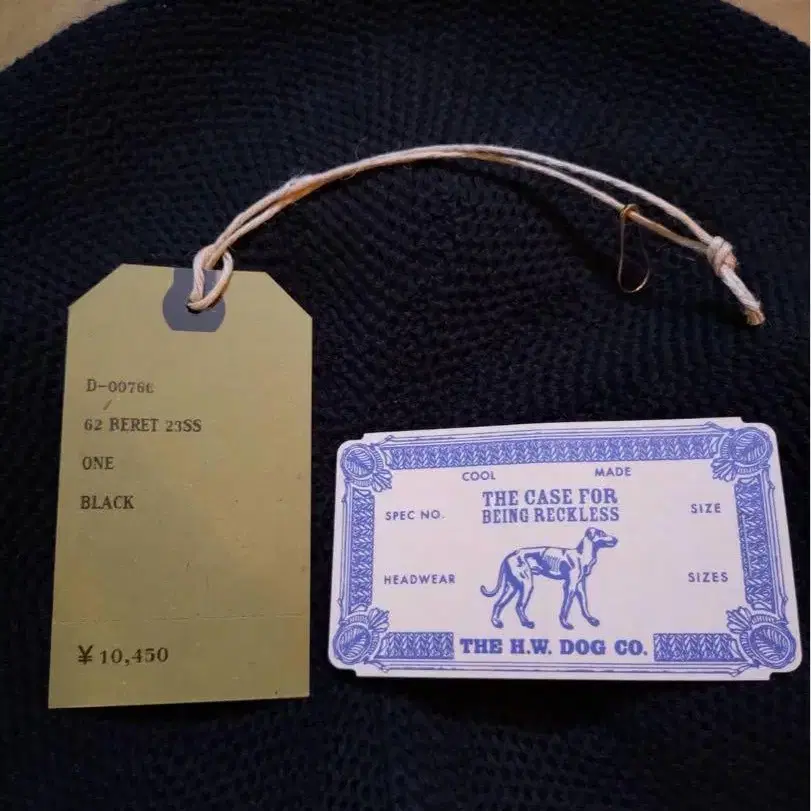 D-00766
62 BERET 23SS
ONE
BLACK
¥ 10,450
COOL MADE
THE CASE FOR
SPEC NO. BEING RECKLESS SIZE
HEADWEAR SIZES
THE H.W. DOG CO.